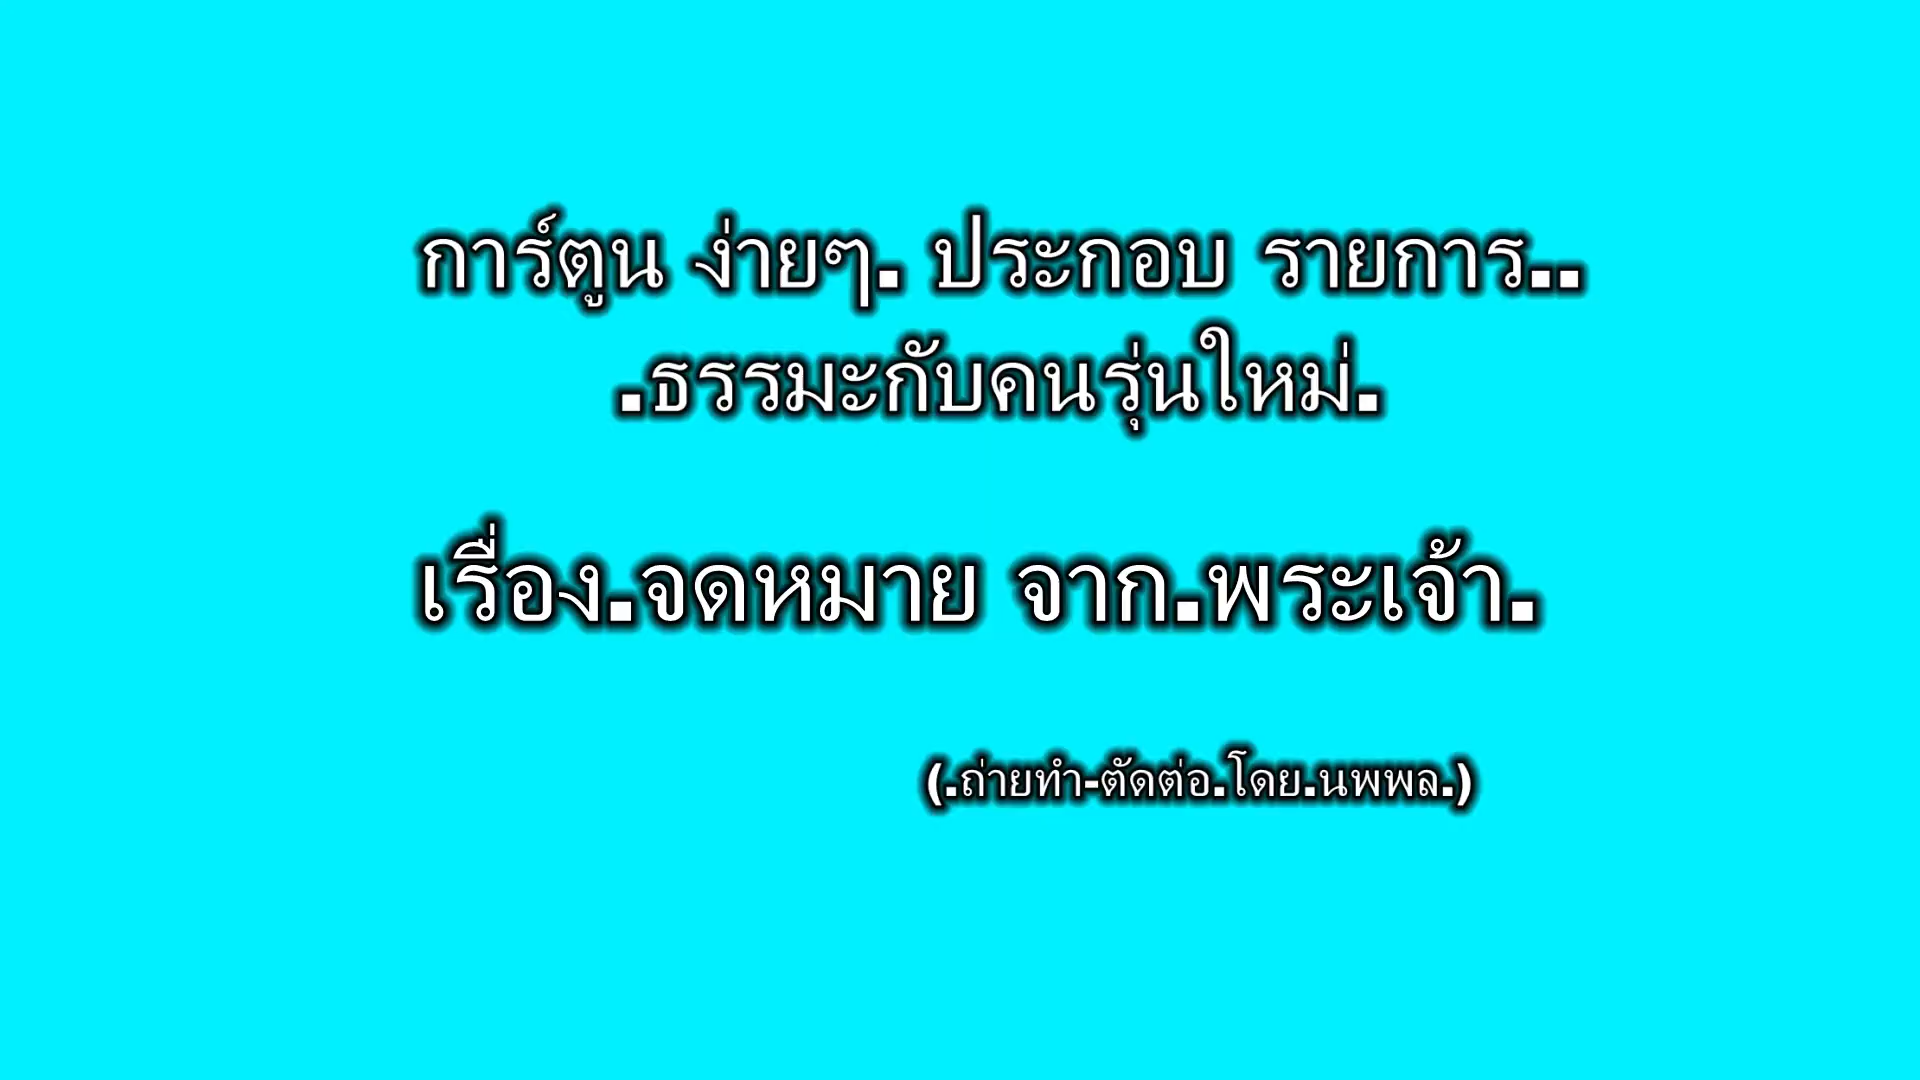 การ์ตูน ง่ายๆ. ประกอบ รายการ..
.ธรรมะกับคนรุ่นใหม่.
เรื่อง.จดหมาย จาก.พระเจ้า.
(.ถ่ายทำ-ตัดต่อ.โดย.นพพล.)